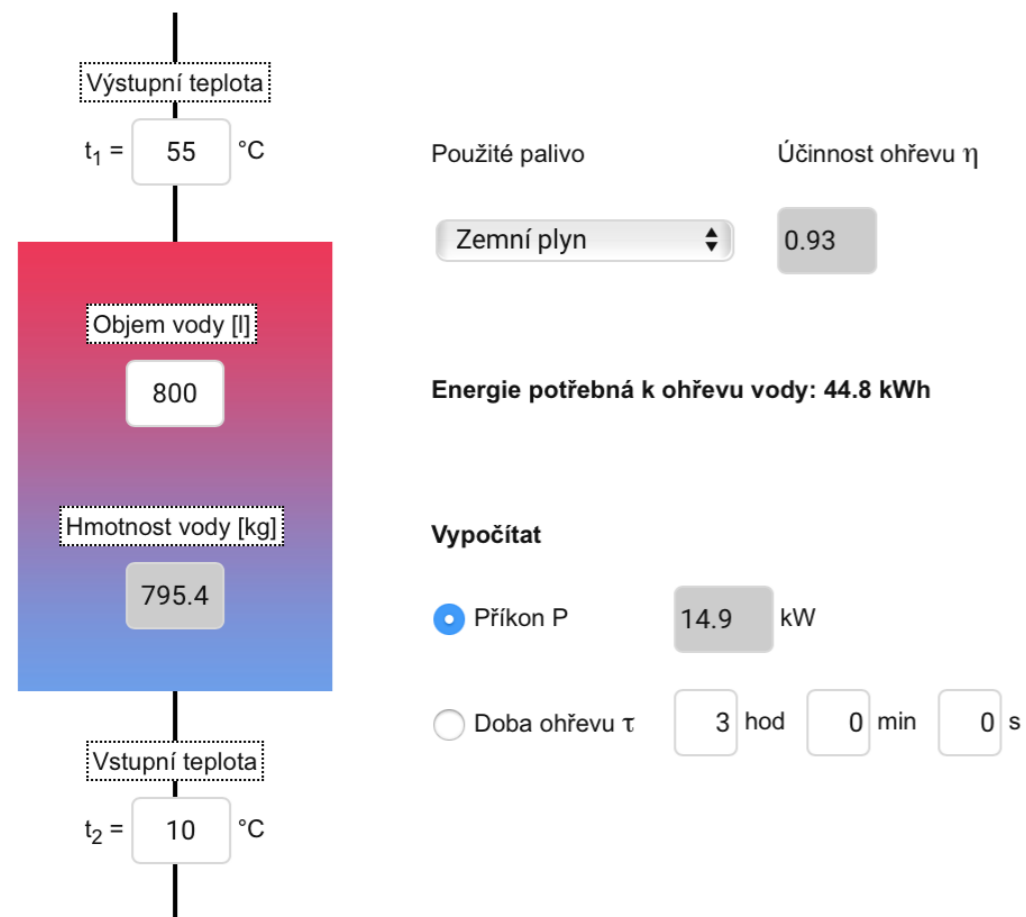 Výstupní teplota
t1 = 55 °C
Použité palivo
Účinnost ohřevu η
Zemní plyn
0.93
Objem vody [l]
800
Energie potřebná k ohřevu vody: 44.8 kWh
Hmotnost vody [kg]
795.4
Vypočítat
Příkon P 14.9 kW
Doba ohřevu τ 3 hod 0 min 0 s
Vstupní teplota
t2 = 10 °C